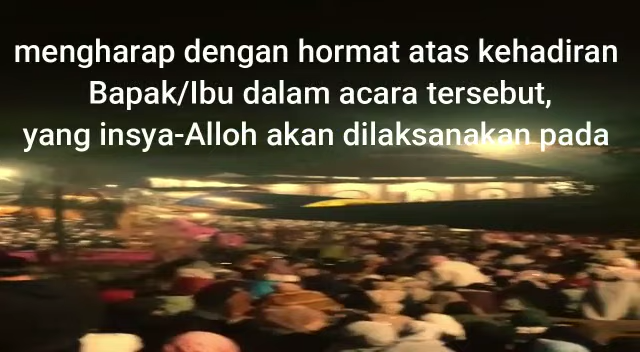 mengharap dengan hormat atas kehadiran
Bapak/Ibu dalam acara tersebut,
yang insya-Alloh akan dilaksanakan pada